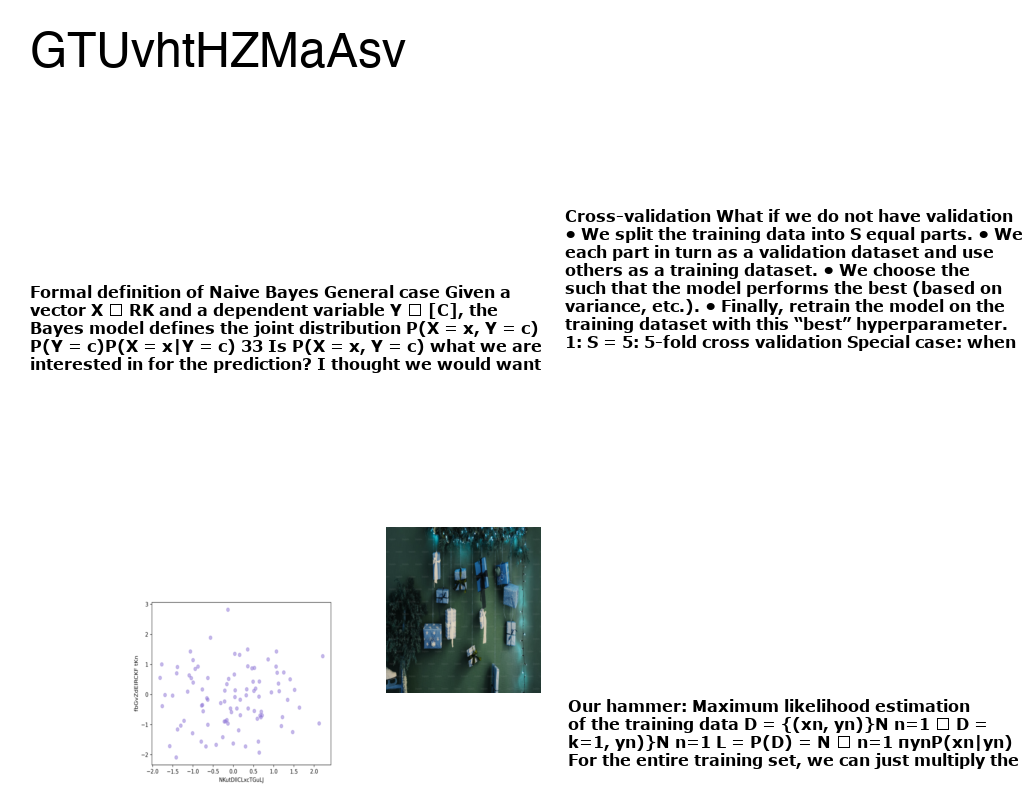 GTUvhtHZMaAsv
Cross-validation What if we do not have validation
• We split the training data into S equal parts. • We
each part in turn as a validation dataset and use
others as a training dataset. • We choose the
such that the model performs the best (based on
variance, etc.). • Finally, retrain the model on the
training dataset with this “best” hyperparameter.
1: S = 5: 5-fold cross validation Special case: when
Formal definition of Naive Bayes General case Given a
vector X □ RK and a dependent variable Y □ [C], the
Bayes model defines the joint distribution P(X = x, Y = c)
P(Y = c)P(X = x|Y = c) 33 Is P(X = x, Y = c) what we are
interested in for the prediction? I thought we would want
3
2
1
0
−1
−2
−2.0 −1.5 −1.0 −0.5 0.0 0.5 1.0 1.5 2.0
Our hammer: Maximum likelihood estimation
of the training data D = {(xn, yn)}N n=1 □ D =
k=1, yn)}N n=1 L = P(D) = N □ n=1 πynP(xn|yn)
For the entire training set, we can just multiply the